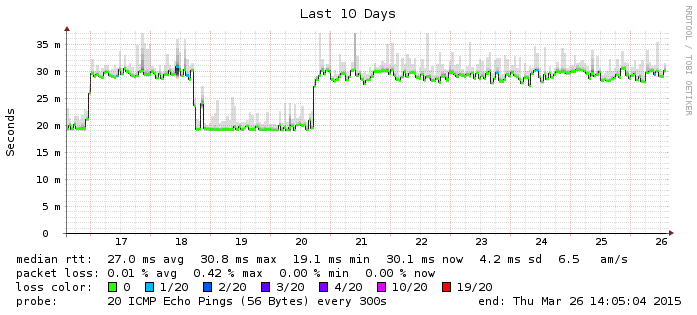 Last 10 Days
RRDTOOL / TOBI OETIKER
Seconds
35 m
30 m
25 m
20 m
15 m
10 m
5 m
0
17 18 19 20 21 22 23 24 25 26
median rtt: 27.0 ms avg 30.8 ms max 19.1 ms min 30.1 ms now 4.2 ms sd 6.5 am/s
packet loss: 0.01 % avg 0.42 % max 0.00 % min 0.00 % now
loss color: 0 1/20 2/20 3/20 4/20 10/20 19/20
probe: 20 ICMP Echo Pings (56 Bytes) every 300s end: Thu Mar 26 14:05:04 2015